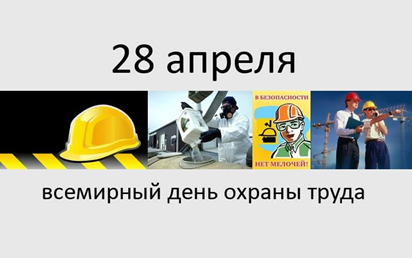 28 апреля
В БЕЗОПАСНОСТИ
НЕТ МЕЛОЧЕЙ!
всемирный день охраны труда